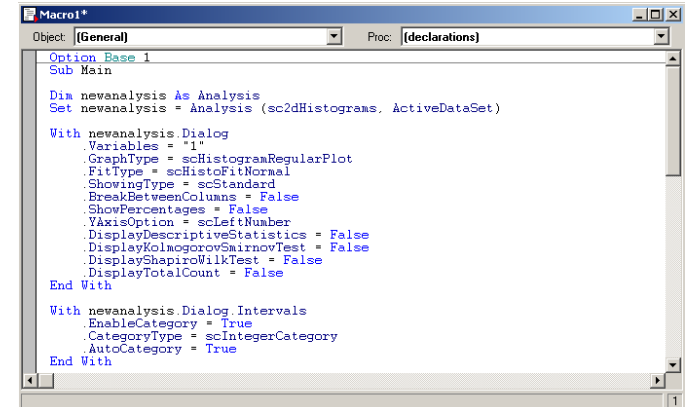 Macro1*
Object: (General) Proc: (declarations)
Option Base 1
Sub Main
Dim newanalysis As Analysis
Set newanalysis = Analysis (sc2dHistograms, ActiveDataSet)
With newanalysis.Dialog
.Variables = "1"
.GraphType = scHistogramRegularPlot
.FitType = scHistoFitNormal
.ShowingType = scStandard
.BreakBetweenColumns = False
.ShowPercentages = False
.YAxisOption = scLeftNumber
.DisplayDescriptiveStatistics = False
.DisplayKolmogorovSmirnovTest = False
.DisplayShapiroWilkTest = False
.DisplayTotalCount = False
End With
With newanalysis.Dialog.Intervals
.EnableCategory = True
.CategoryType = scIntegerCategory
.AutoCategory = True
End With
1